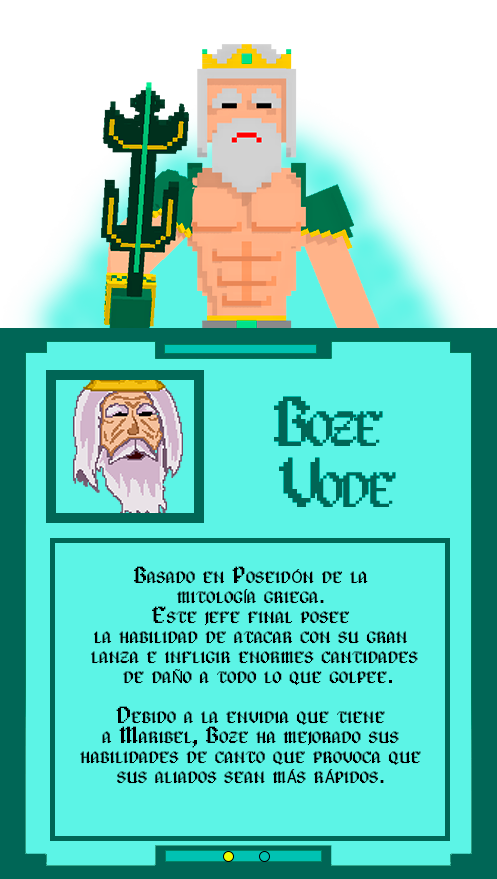 Boze
Vode
Basado en Poseidón de la
mitología griega.
Este jefe final posee
la habilidad de atacar con su gran
lanza e infligir enormes cantidades
de daño a todo lo que golpee.
Debido a la envidia que tiene
a Maribel, Boze ha mejorado sus
habilidades de canto que provoca que
sus aliados sean más rápidos.